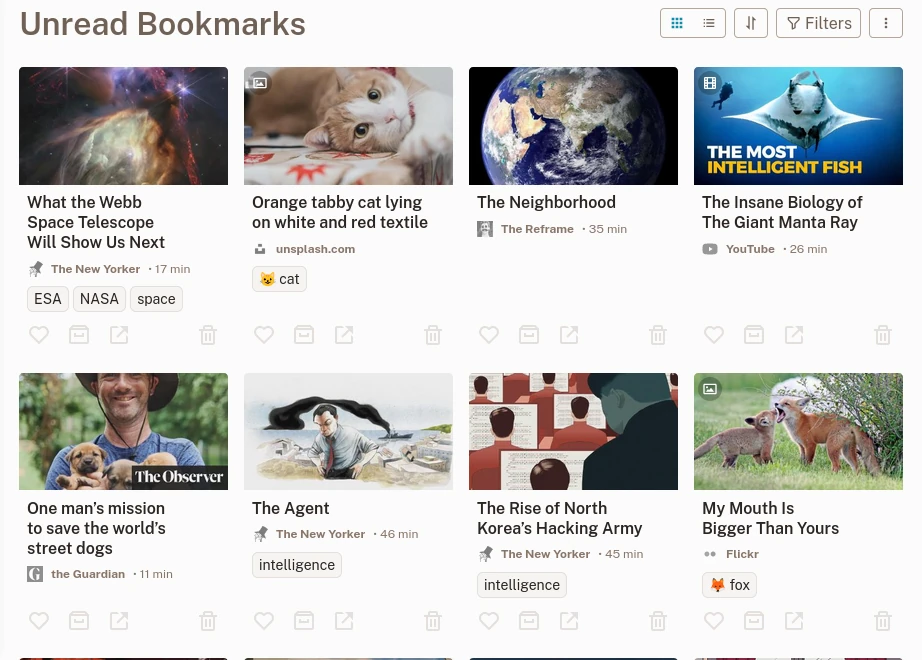 Unread Bookmarks
Filters
THE MOST
INTELLIGENT FISH
What the Webb
Space Telescope
Will Show Us Next
The New Yorker • 17 min
ESA NASA space
Orange tabby cat lying
on white and red textile
unsplash.com
😺 cat
The Neighborhood
The Reframe • 35 min
The Insane Biology of
The Giant Manta Ray
YouTube • 26 min
The Observer
One man’s mission
to save the world’s
street dogs
the Guardian • 11 min
The Agent
The New Yorker • 46 min
intelligence
The Rise of North
Korea’s Hacking Army
The New Yorker • 45 min
intelligence
My Mouth Is
Bigger Than Yours
Flickr
🦊 fox